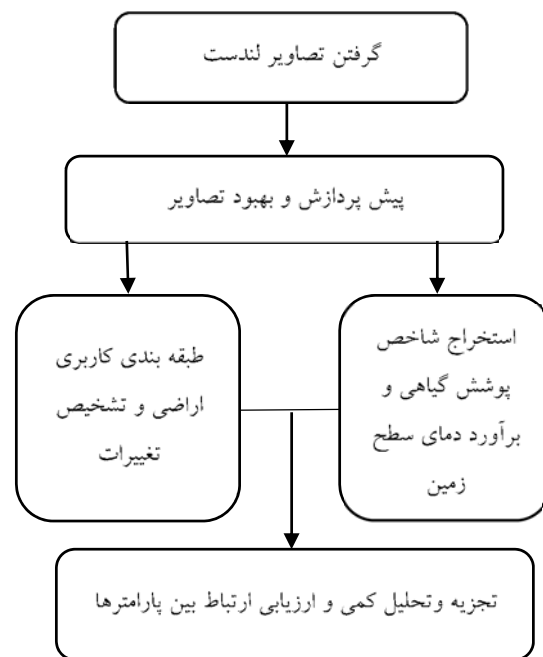 گرفتن تصاویر لندست
پیش پردازش و بهبود تصاویر
استخراج شاخص
پوشش گیاهی و
برآورد دمای سطح
زمین
طبقه بندی کاربری
اراضی و تشخیص
تغییرات
تجزیه وتحلیل کمی و ارزیابی ارتباط بین پارامترها